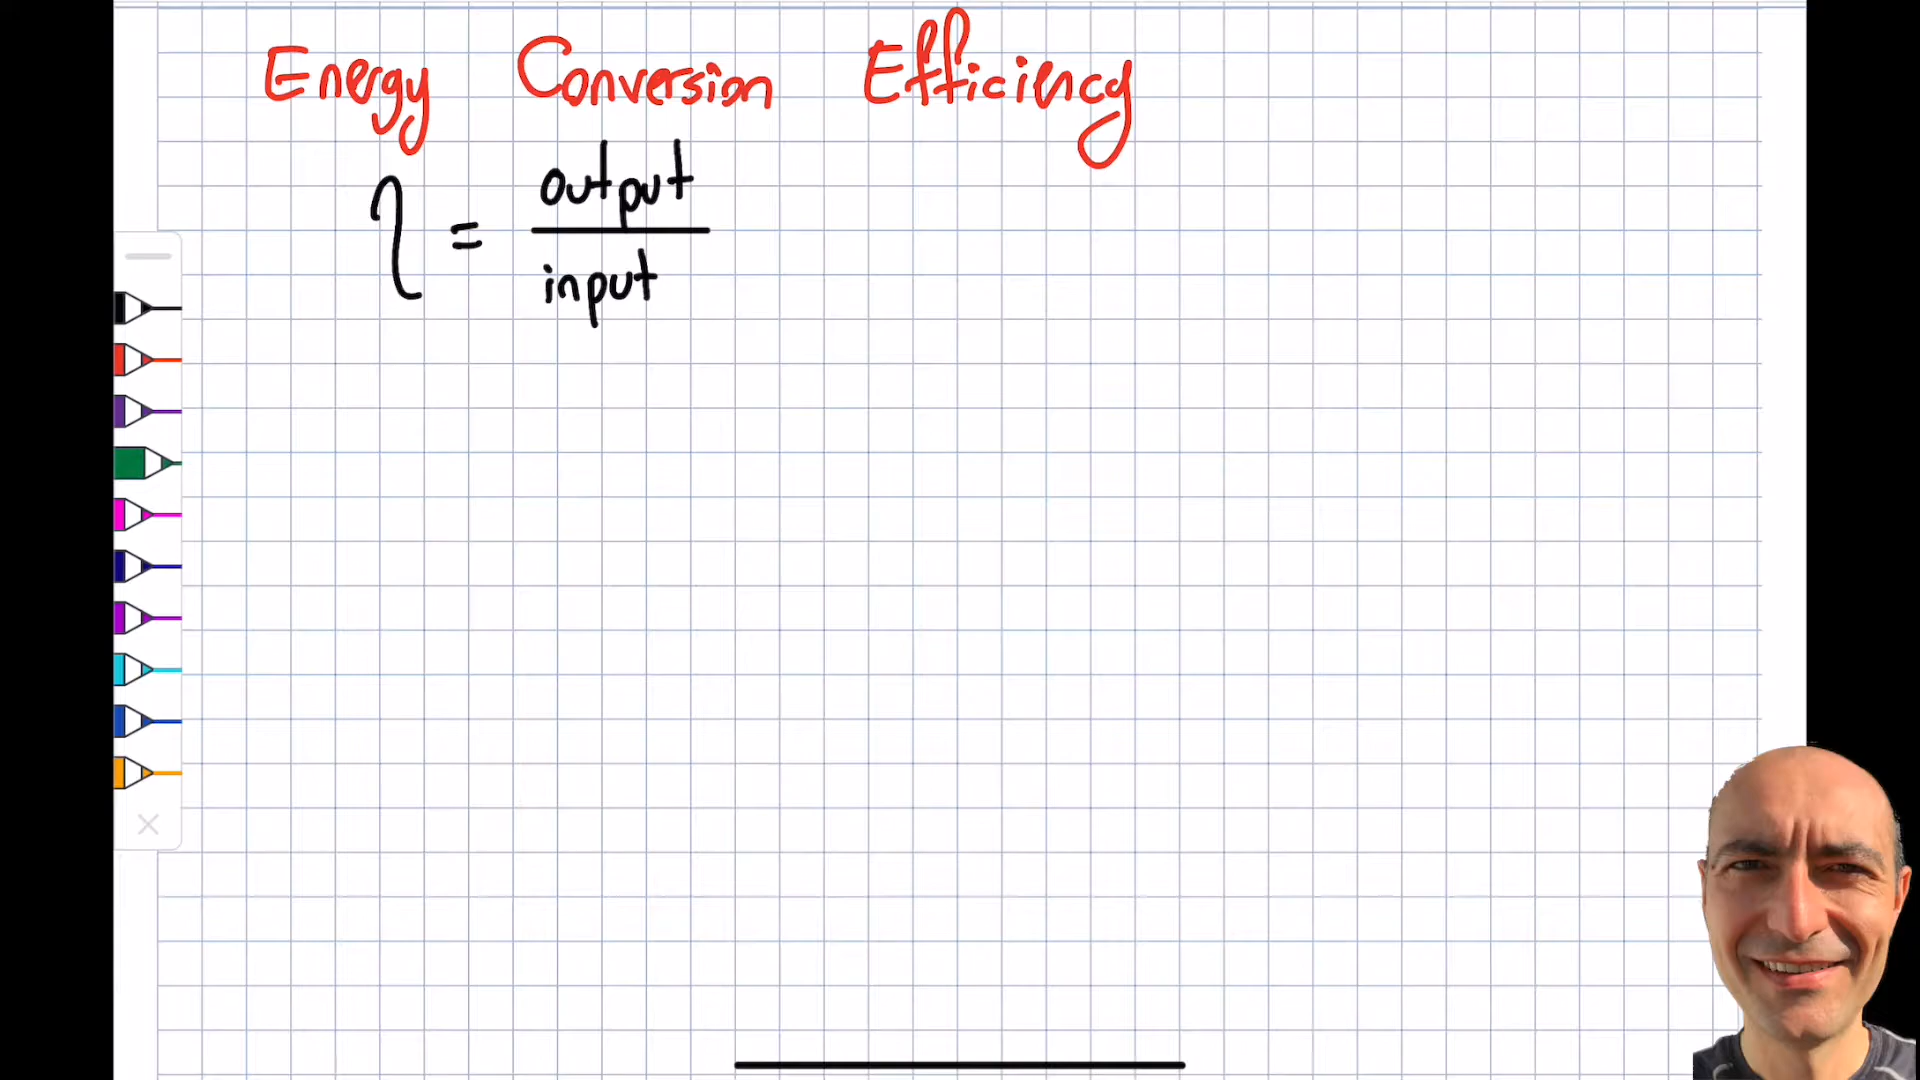 Energy Conversion Efficiency
η = output
input